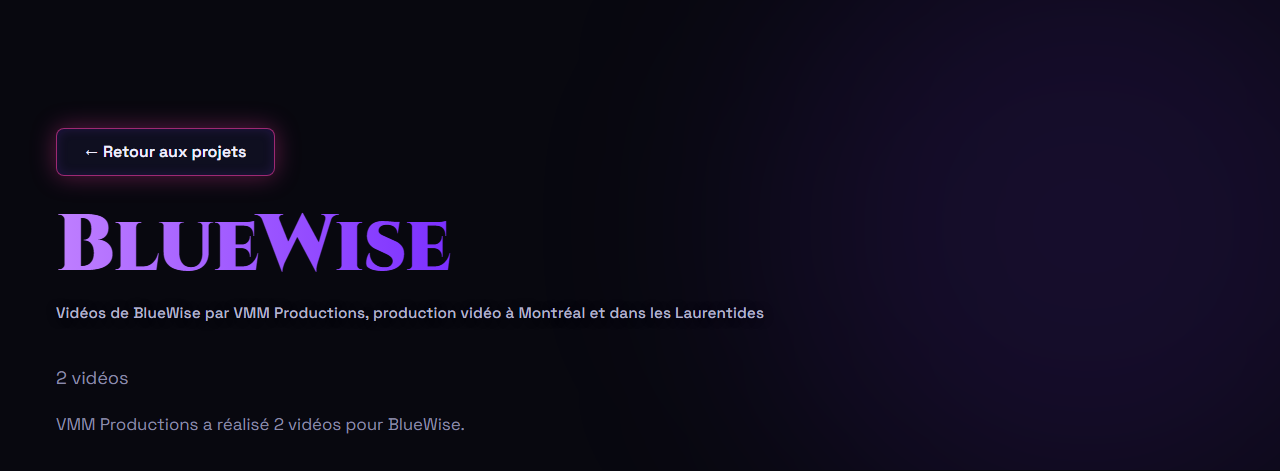 ← Retour aux projets
BlueWise
Vidéos de BlueWise par VMM Productions, production vidéo à Montréal et dans les Laurentides
2 vidéos
VMM Productions a réalisé 2 vidéos pour BlueWise.